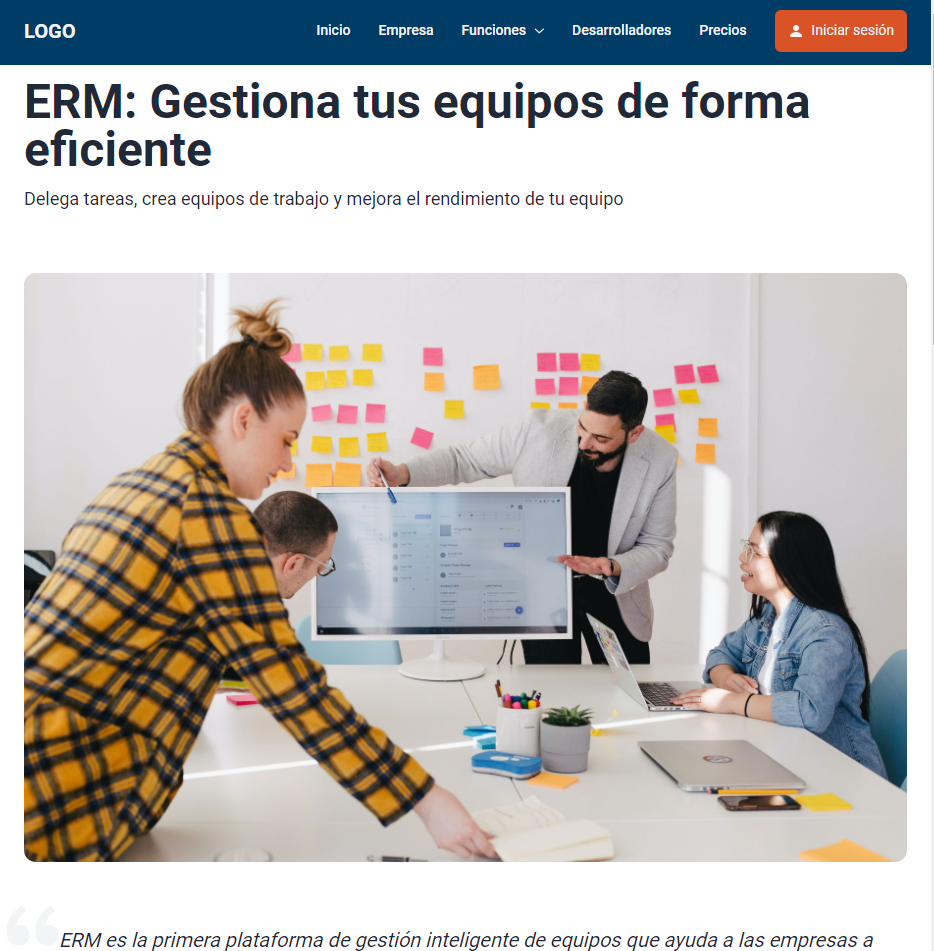 LOGO
Inicio
Empresa
Funciones
Desarrolladores
Precios
Iniciar sesión
ERM: Gestiona tus equipos de forma
eficiente
Delega tareas, crea equipos de trabajo y mejora el rendimiento de tu equipo
“ ERM es la primera plataforma de gestión inteligente de equipos que ayuda a las empresas a